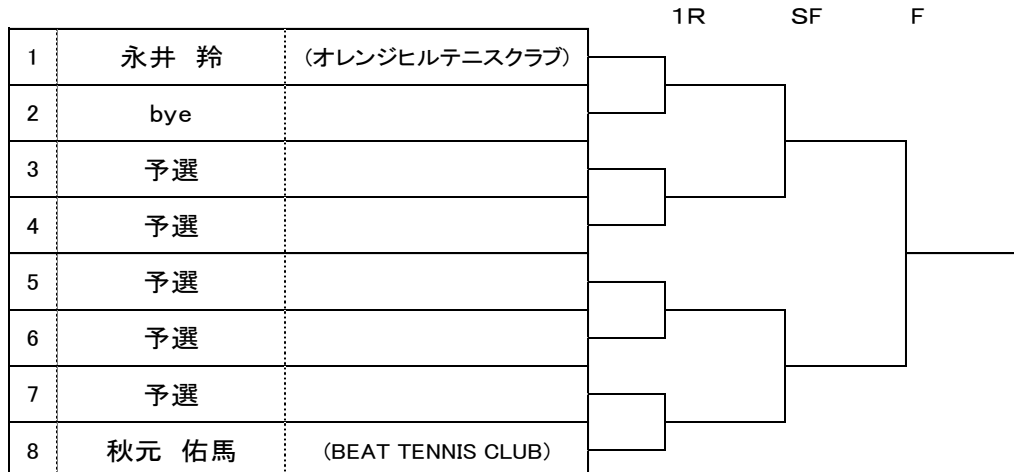 1R SF F
1 永井 羚 (オレンジヒルテニスクラブ)
2 bye
3 予選
4 予選
5 予選
6 予選
7 予選
8 秋元 佑馬 (BEAT TENNIS CLUB)